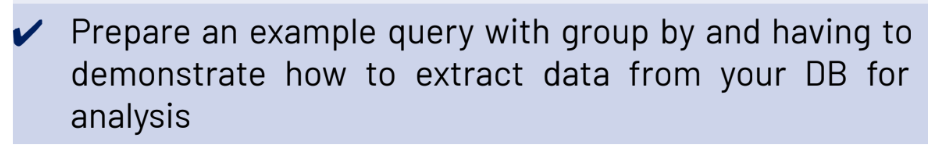 ✔ Prepare an example query with group by and having to
demonstrate how to extract data from your DB for
analysis